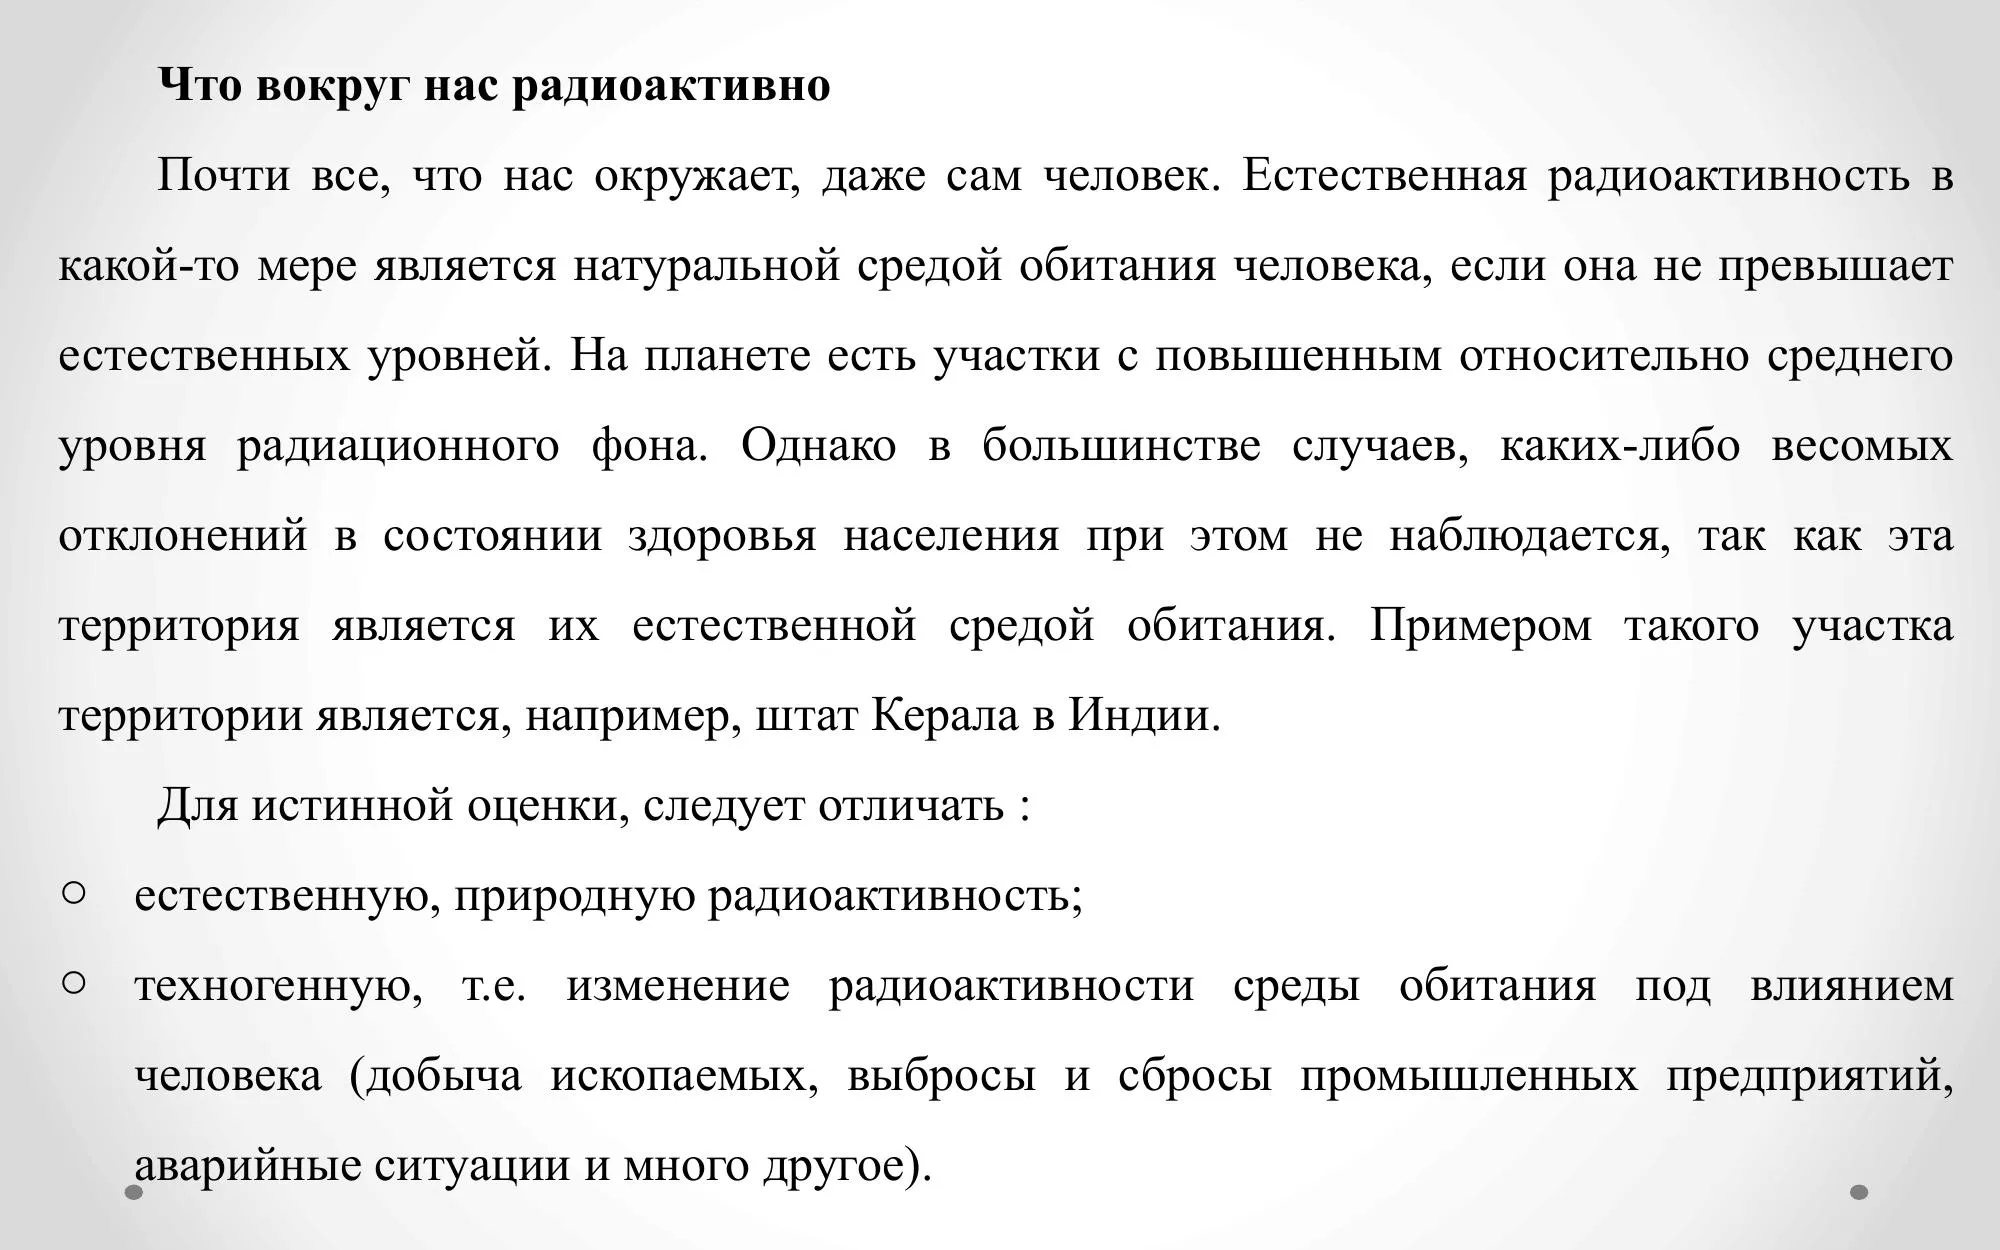 Что вокруг нас радиоактивно
Почти все, что нас окружает, даже сам человек. Естественная радиоактивность в
какой-то мере является натуральной средой обитания человека, если она не превышает
естественных уровней. На планете есть участки с повышенным относительно среднего
уровня радиационного фона. Однако в большинстве случаев, каких-либо весомых
отклонений в состоянии здоровья населения при этом не наблюдается, так как эта
территория является их естественной средой обитания. Примером такого участка
территории является, например, штат Керала в Индии.
Для истинной оценки, следует отличать :
○ естественную, природную радиоактивность;
○ техногенную, т.е. изменение радиоактивности среды обитания под влиянием
человека (добыча ископаемых, выбросы и сбросы промышленных предприятий,
аварийные ситуации и много другое).